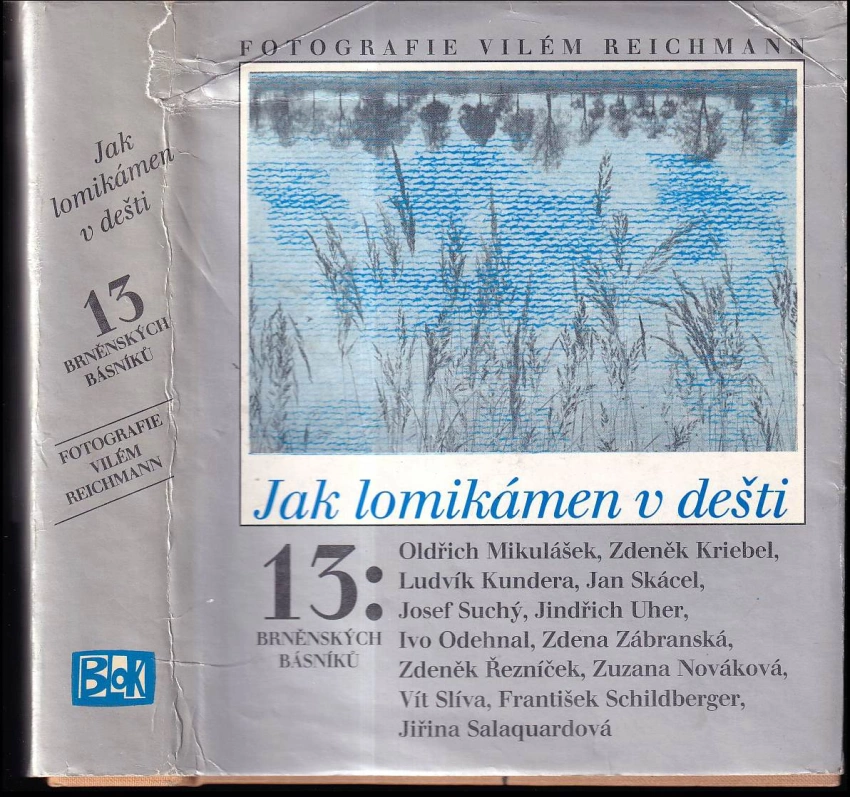 Jak
lomikámen
v dešti
13
BRNĚNSKÝCH
BÁSNÍKŮ
FOTOGRAFIE
VILÉM
REICHMANN
BLOK
FOTOGRAFIE VILÉM REICHMANN
Jak lomikámen v dešti
13:
BRNĚNSKÝCH
BÁSNÍKŮ
Oldřich Mikulášek, Zdeněk Kriebel,
Ludvík Kundera, Jan Skácel,
Josef Suchý, Jindřich Uher,
Ivo Odehnal, Zdena Zábranská,
Zdeněk Řezníček, Zuzana Nováková,
Vít Slíva, František Schildberger,
Jiřina Salaquardová